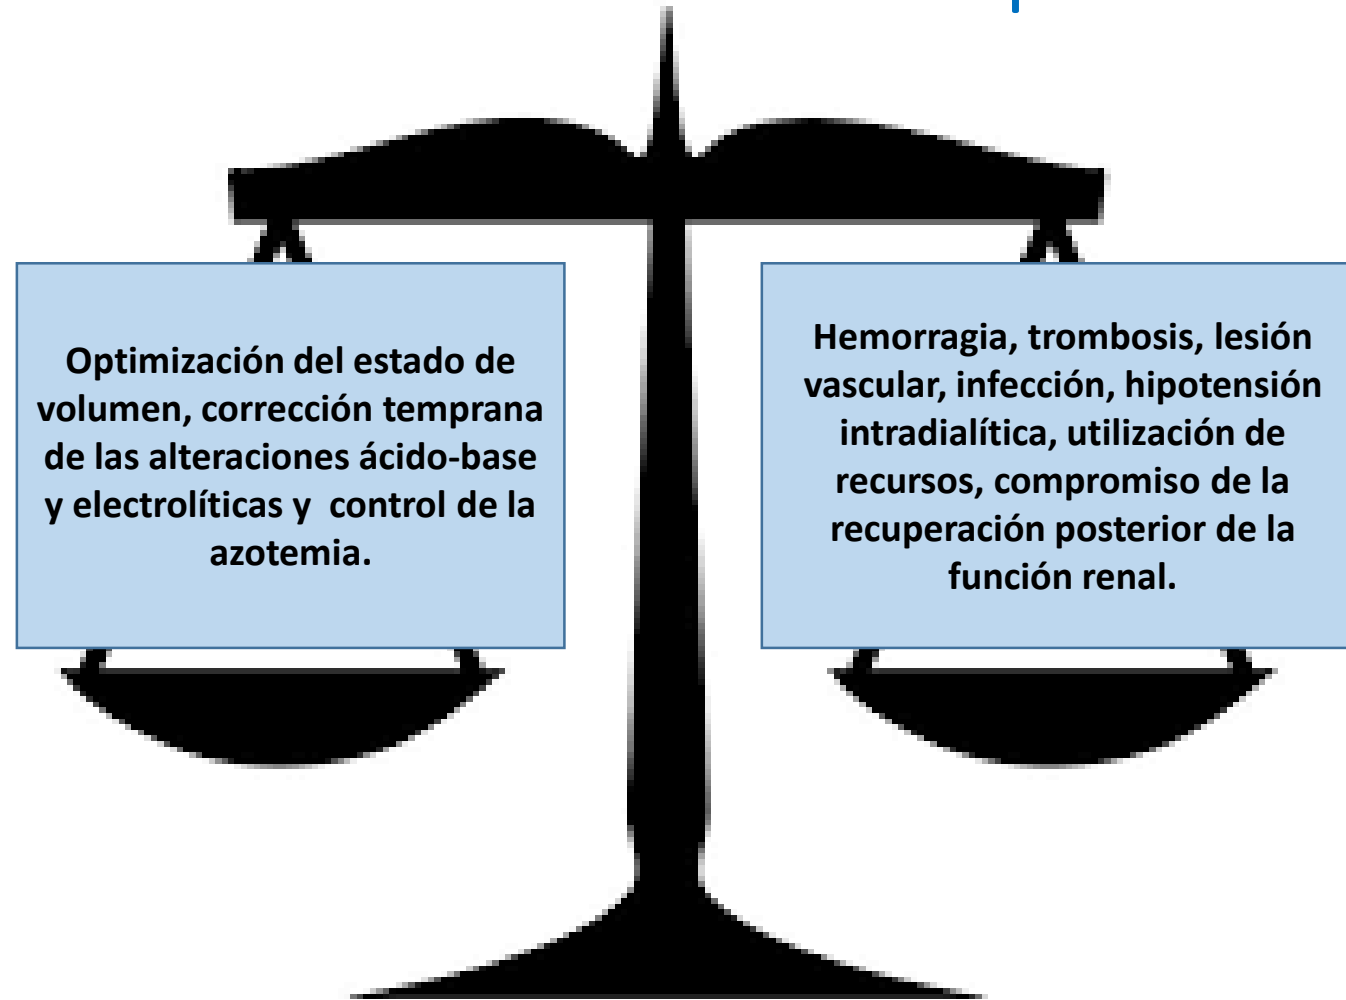 Optimización del estado de
volumen, corrección temprana
de las alteraciones ácido-base
y electrolíticas y  control de la
azotemia.
Hemorragia, trombosis, lesión
vascular, infección, hipotensión
intradialítica, utilización de
recursos, compromiso de la
recuperación posterior de la
función renal.